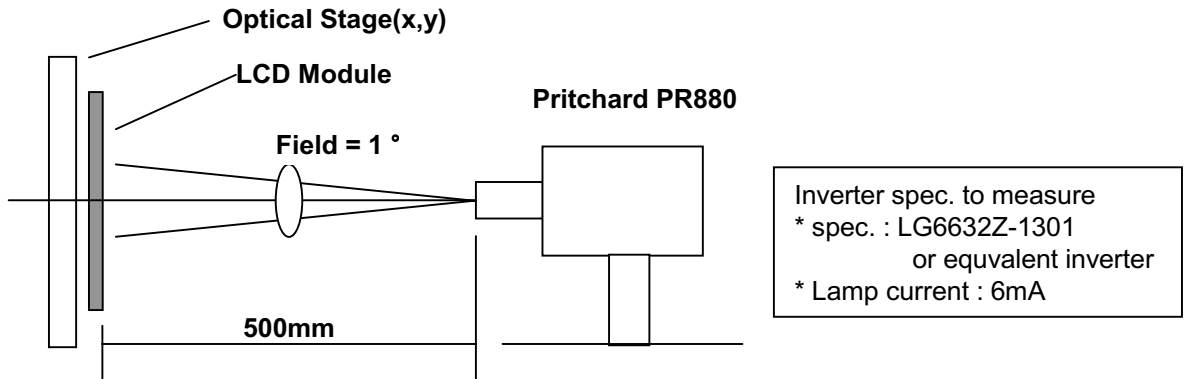 Optical Stage(x,y)
LCD Module
Pritchard PR880
Field = 1 °
500mm
Inverter spec. to measure
* spec. : LG6632Z-1301
or equvalent inverter
* Lamp current : 6mA